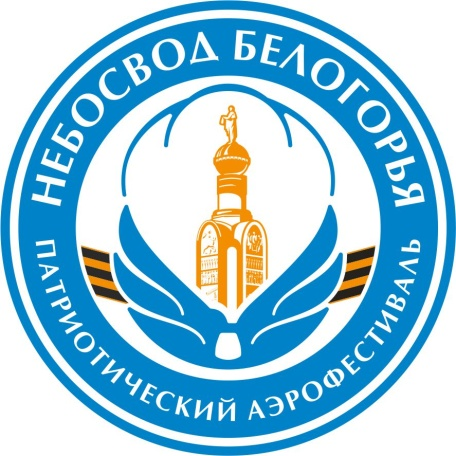 НЕБОСВОД БЕЛОГОРЬЯ
ПАТРИОТИЧЕСКИЙ АЭРОФЕСТИВАЛЬ